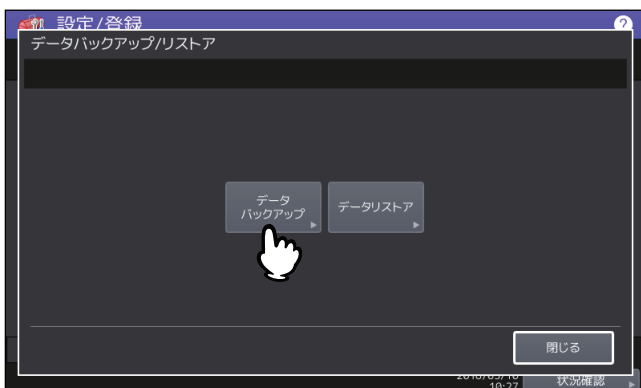 設定/登録
?
データバックアップ/リストア
データ
バックアップ
データリストア
閉じる
10:27
状況確認